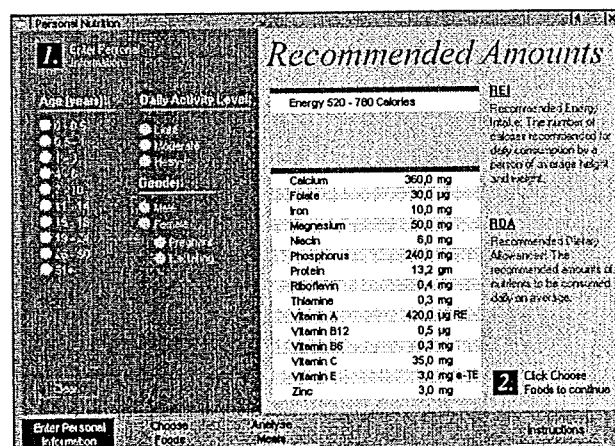 Personal Nutrition
1.
Enter Personal
Information
Recommended Amounts
Age (years):
Daily Activity Level:
Light
Moderate
Heavy
Gender:
Male
Female
Pregnant
Lactating
51+
Energy 520 - 780 Calories
Calcium 360,0 mg
Folate 30,0 µg
Iron 10,0 mg
Magnesium 50,0 mg
Niacin 6,0 mg
Phosphorus 240,0 mg
Protein 13,2 gm
Riboflavin 0,4 mg
Thiamine 0,3 mg
Vitamin A 420,0 µg RE
Vitamin B12 0,5 µg
Vitamin B6 0,3 mg
Vitamin C 35,0 mg
Vitamin E 3,0 mg α-TE
Zinc 3,0 mg
REI
Recommended Energy
Intake: The number of
calories recommended for
daily consumption by a
person of average height
and weight.
RDA
Recommended Dietary
Allowances: The
recommended amounts of
nutrients to be consumed
daily on average.
2.
Click Choose
Foods to continue
Enter Personal
Information
Choose
Foods
Analyse
Meals
Instructions